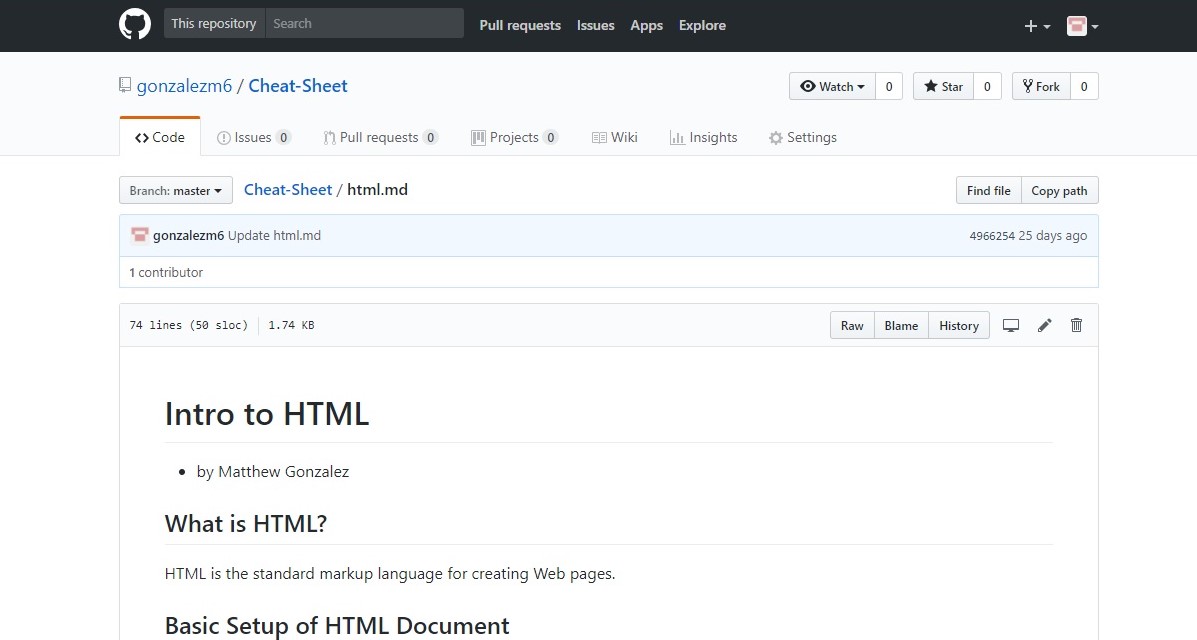 This repository Search Pull requests Issues Apps Explore
gonzalezm6 / Cheat-Sheet Watch 0 Star 0 Fork 0
Code Issues 0 Pull requests 0 Projects 0 Wiki Insights Settings
Branch: master Cheat-Sheet / html.md Find file Copy path
gonzalezm6 Update html.md 4966254 25 days ago
1 contributor
74 lines (50 sloc) 1.74 KB Raw Blame History
Intro to HTML
• by Matthew Gonzalez
What is HTML?
HTML is the standard markup language for creating Web pages.
Basic Setup of HTML Document